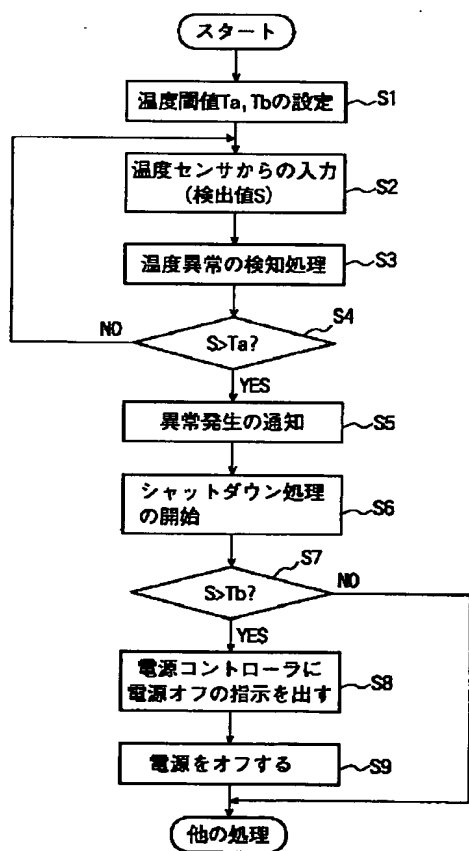 スタート
温度閾値Ta,Tbの設定
S1
温度センサからの入力
(検出値S)
S2
温度異常の検知処理
S3
S4
NO
S>Ta?
YES
異常発生の通知
S5
シャットダウン処理
の開始
S6
S7
S>Tb?
NO
YES
電源コントローラに
電源オフの指示を出す
S8
電源をオフする
S9
他の処理